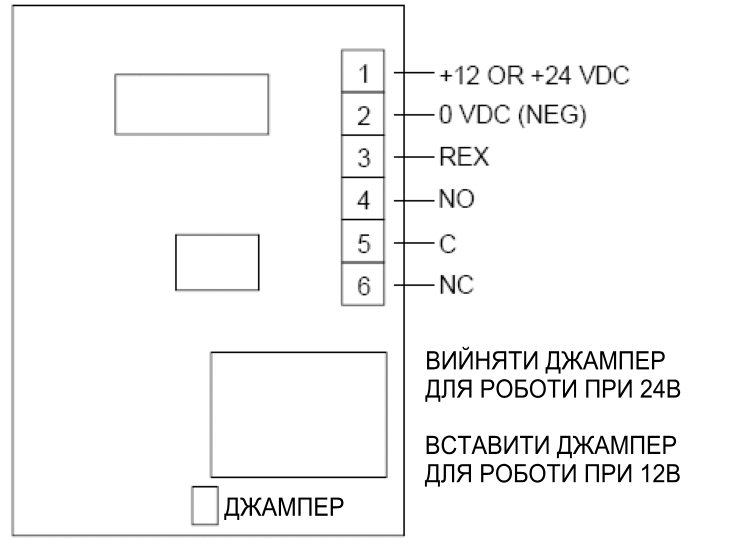 1 +12 OR +24 VDC
2 0 VDC (NEG)
3 REX
4 NO
5 C
6 NC
ВИЙНЯТИ ДЖАМПЕР
ДЛЯ РОБОТИ ПРИ 24В
ВСТАВИТИ ДЖАМПЕР
ДЛЯ РОБОТИ ПРИ 12В
ДЖАМПЕР